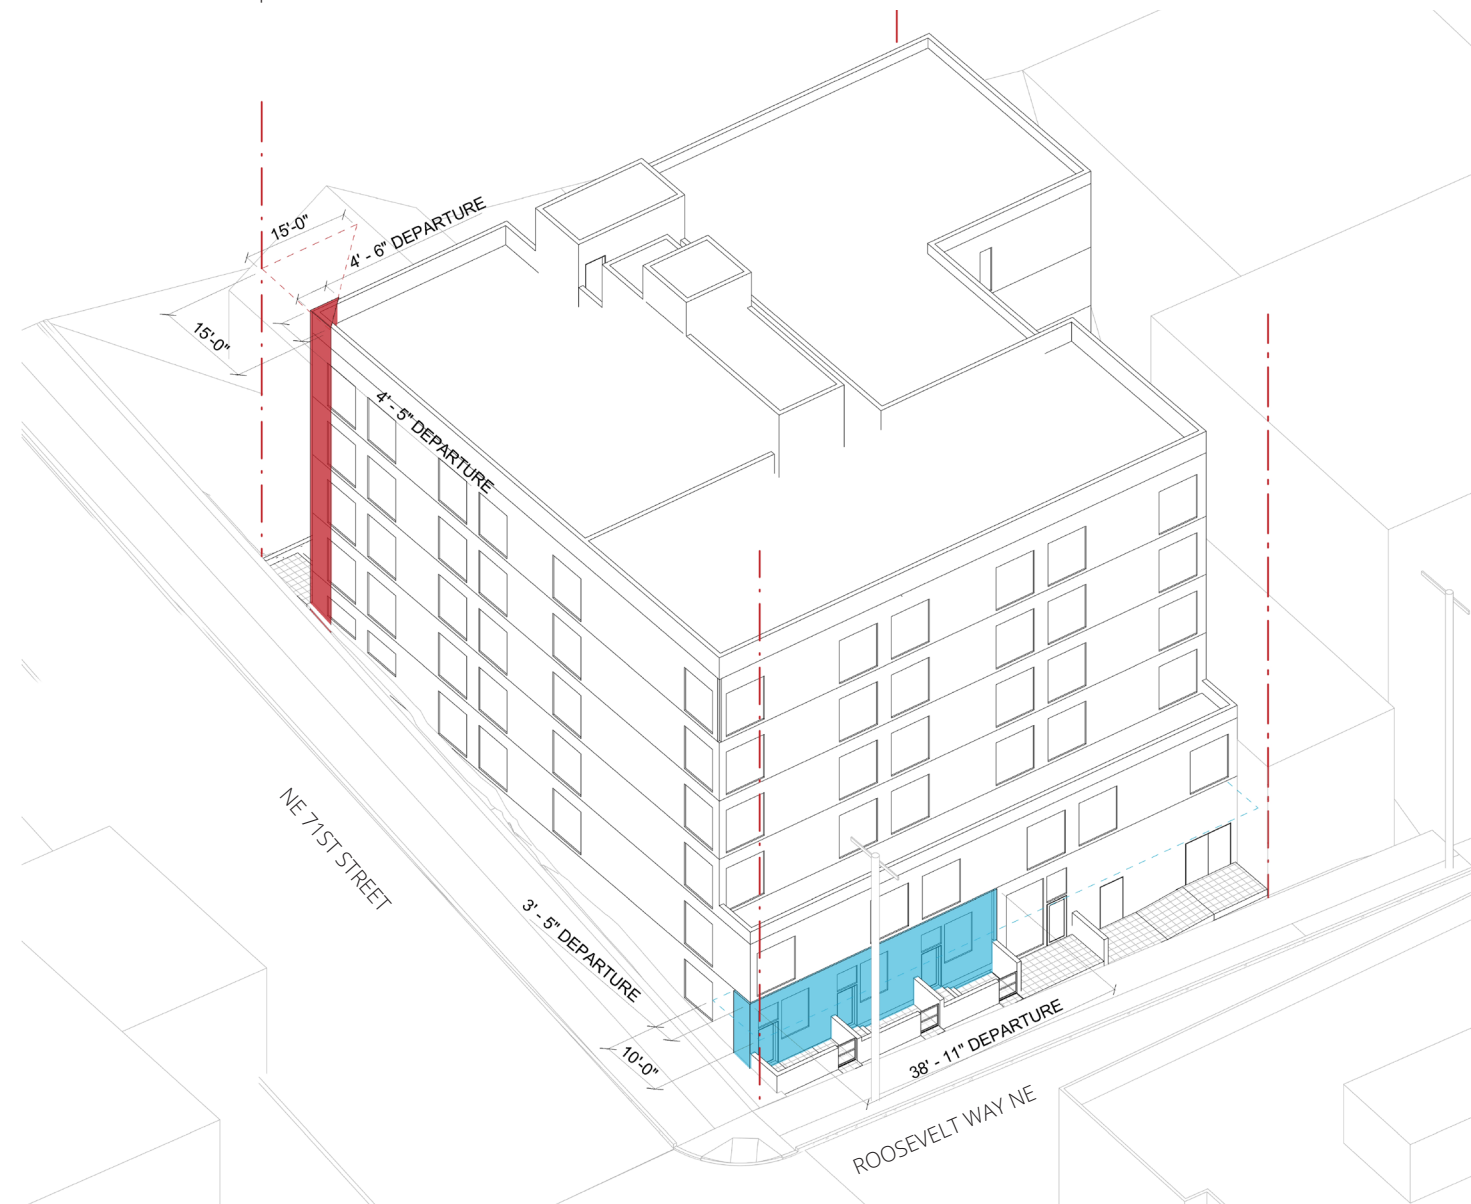 15'-0"
4' - 6" DEPARTURE
15'-0"
4' - 5" DEPARTURE
NE 71ST STREET
3' - 5" DEPARTURE
10'-0"
38' - 11" DEPARTURE
ROOSEVELT WAY NE